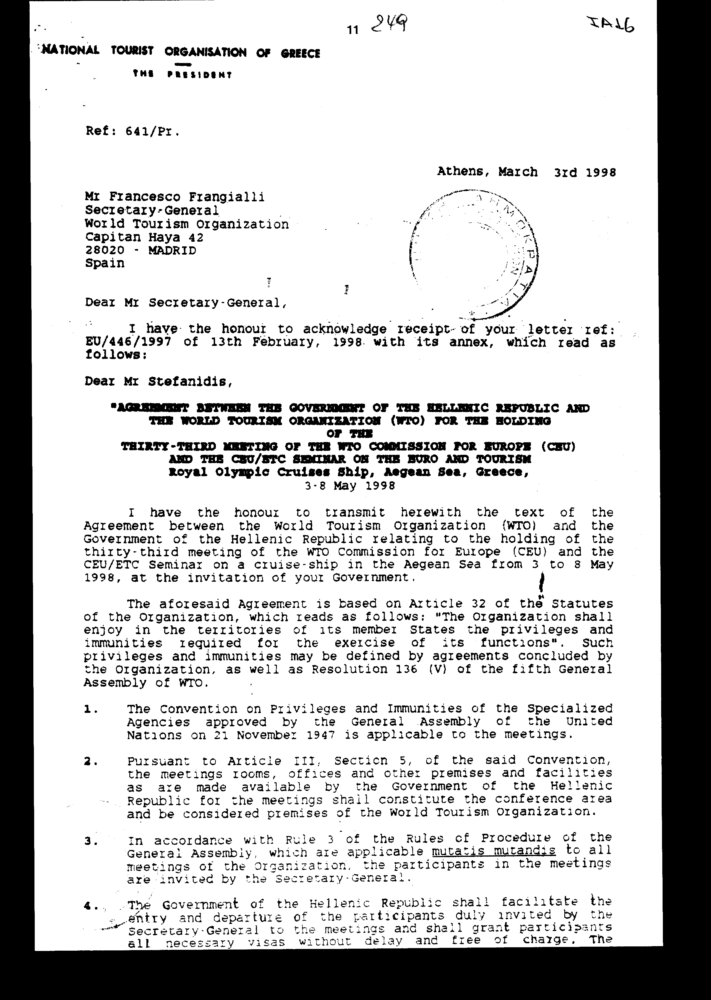 11 249 IA16
NATIONAL TOURIST ORGANISATION OF GREECE
THE PRESIDENT
Ref: 641/Pr.
Athens, March 3rd 1998
Mr Francesco Frangialli
Secretary-General
World Tourism Organization
Capitan Haya 42
28020 - MADRID
Spain
ΔΗΜΟΚΡΑΤΙΑ
Dear Mr Secretary-General,
I have the honour to acknowledge receipt of your letter ref:
EU/446/1997 of 13th February, 1998 with its annex, which read as
follows:
Dear Mr Stefanidis,
"AGREEMENT BETWEEN THE GOVERNMENT OF THE HELLENIC REPUBLIC AND
THE WORLD TOURISM ORGANIZATION (WTO) FOR THE HOLDING
OF THE
THIRTY-THIRD MEETING OF THE WTO COMMISSION FOR EUROPE (CEU)
AND THE CEU/ETC SEMINAR ON THE EURO AND TOURISM
Royal Olympic Cruises Ship, Aegean Sea, Greece,
3-8 May 1998
I have the honour to transmit herewith the text of the
Agreement between the World Tourism Organization (WTO) and the
Government of the Hellenic Republic relating to the holding of the
thirty-third meeting of the WTO Commission for Europe (CEU) and the
CEU/ETC Seminar on a cruise-ship in the Aegean Sea from 3 to 8 May
1998, at the invitation of your Government.
The aforesaid Agreement is based on Article 32 of the Statutes
of the Organization, which reads as follows: "The Organization shall
enjoy in the territories of its member States the privileges and
immunities required for the exercise of its functions". Such
privileges and immunities may be defined by agreements concluded by
the Organization, as well as Resolution 136 (V) of the fifth General
Assembly of WTO.
1. The Convention on Privileges and Immunities of the Specialized
Agencies approved by the General Assembly of the United
Nations on 21 November 1947 is applicable to the meetings.
2. Pursuant to Article III, Section 5, of the said Convention,
the meetings rooms, offices and other premises and facilities
as are made available by the Government of the Hellenic
Republic for the meetings shall constitute the conference area
and be considered premises of the World Tourism Organization.
3. In accordance with Rule 3 of the Rules of Procedure of the
General Assembly, which are applicable mutatis mutandis to all
meetings of the Organization, the participants in the meetings
are invited by the Secretary-General.
4. The Government of the Hellenic Republic shall facilitate the
entry and departure of the participants duly invited by the
Secretary-General to the meetings and shall grant participants
all necessary visas without delay and free of charge. The